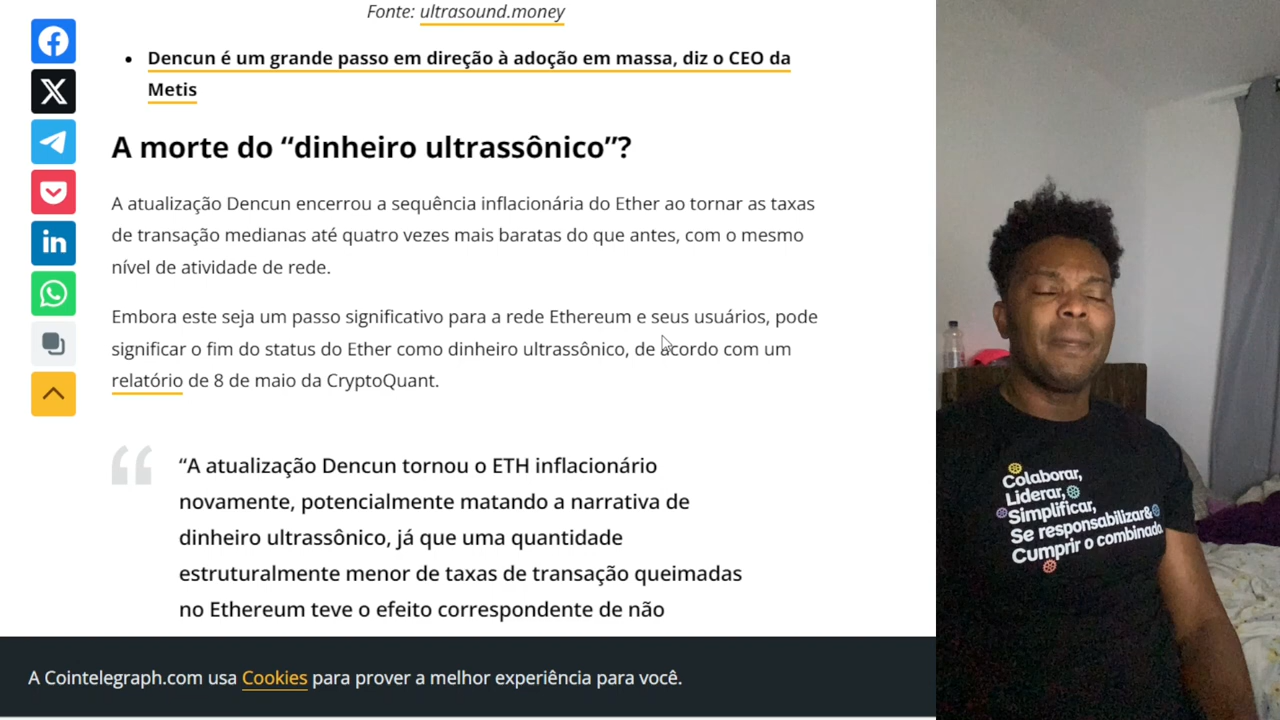 Fonte: ultrasound.money
Dencun é um grande passo em direção à adoção em massa, diz o CEO da
Metis
A morte do “dinheiro ultrassônico”?
A atualização Dencun encerrou a sequência inflacionária do Ether ao tornar as taxas
de transação medianas até quatro vezes mais baratas do que antes, com o mesmo
nível de atividade de rede.
Embora este seja um passo significativo para a rede Ethereum e seus usuários, pode
significar o fim do status do Ether como dinheiro ultrassônico, de acordo com um
relatório de 8 de maio da CryptoQuant.
“A atualização Dencun tornou o ETH inflacionário
novamente, potencialmente matando a narrativa de
dinheiro ultrassônico, já que uma quantidade
estruturalmente menor de taxas de transação queimadas
no Ethereum teve o efeito correspondente de não
A Cointelegraph.com usa Cookies para prover a melhor experiência para você.
Colaborar,
Liderar,
Simplificar,
Se responsabilizar&
Cumprir o combinado